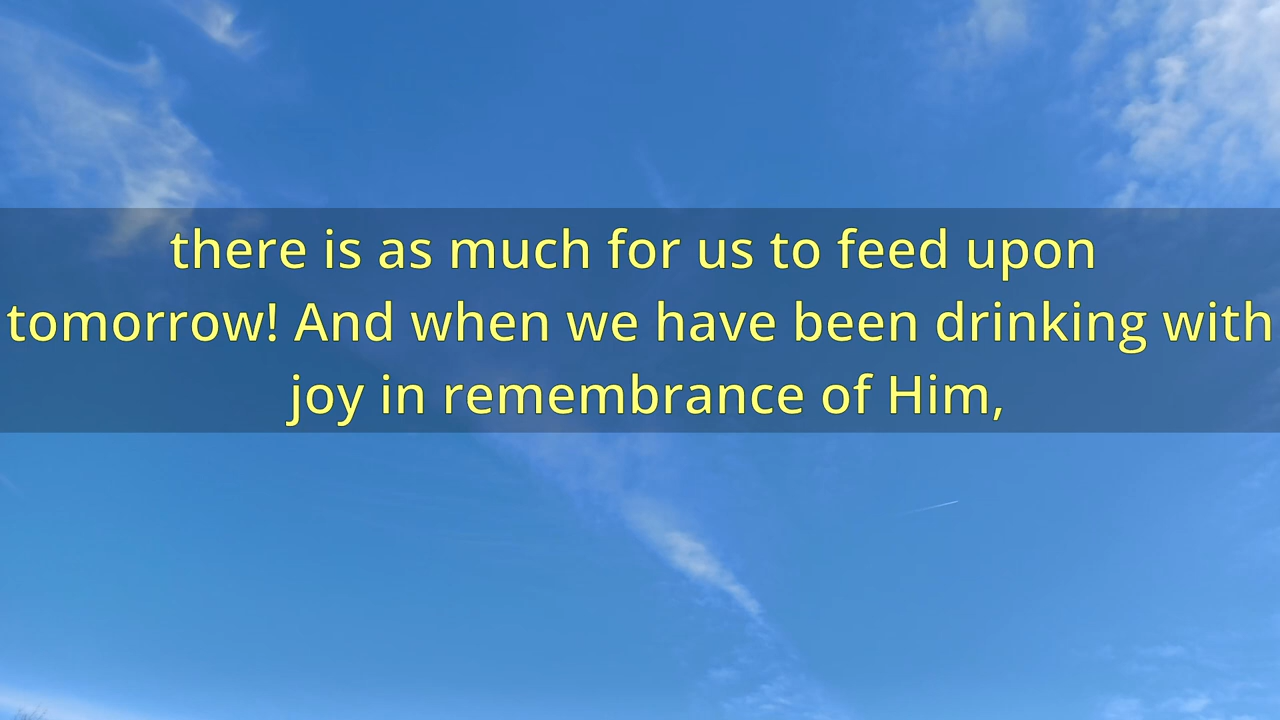 there is as much for us to feed upon
tomorrow! And when we have been drinking with
joy in remembrance of Him,